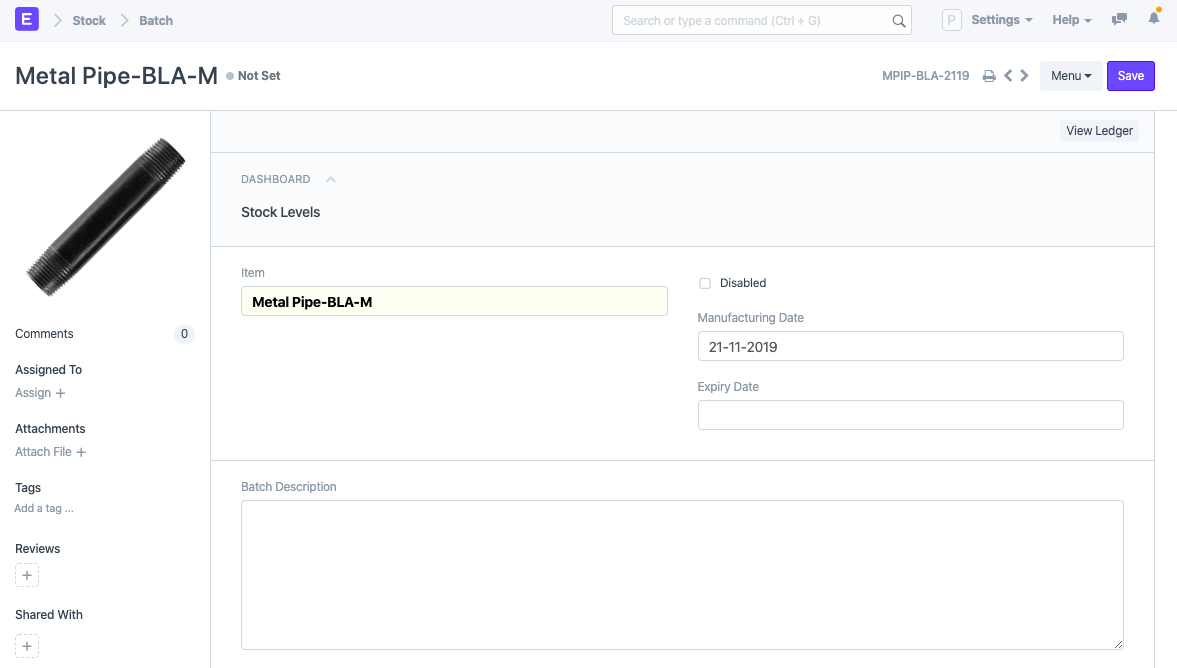 E
Stock
Batch
Search or type a command (Ctrl + G)
P
Settings
Help
Metal Pipe-BLA-M
Not Set
MPIP-BLA-2119
Menu
Save
View Ledger
DASHBOARD
Stock Levels
Item
Metal Pipe-BLA-M
Disabled
Manufacturing Date
21-11-2019
Expiry Date
Batch Description
Comments
0
Assigned To
Assign +
Attachments
Attach File +
Tags
Add a tag ...
Reviews
+
Shared With
+